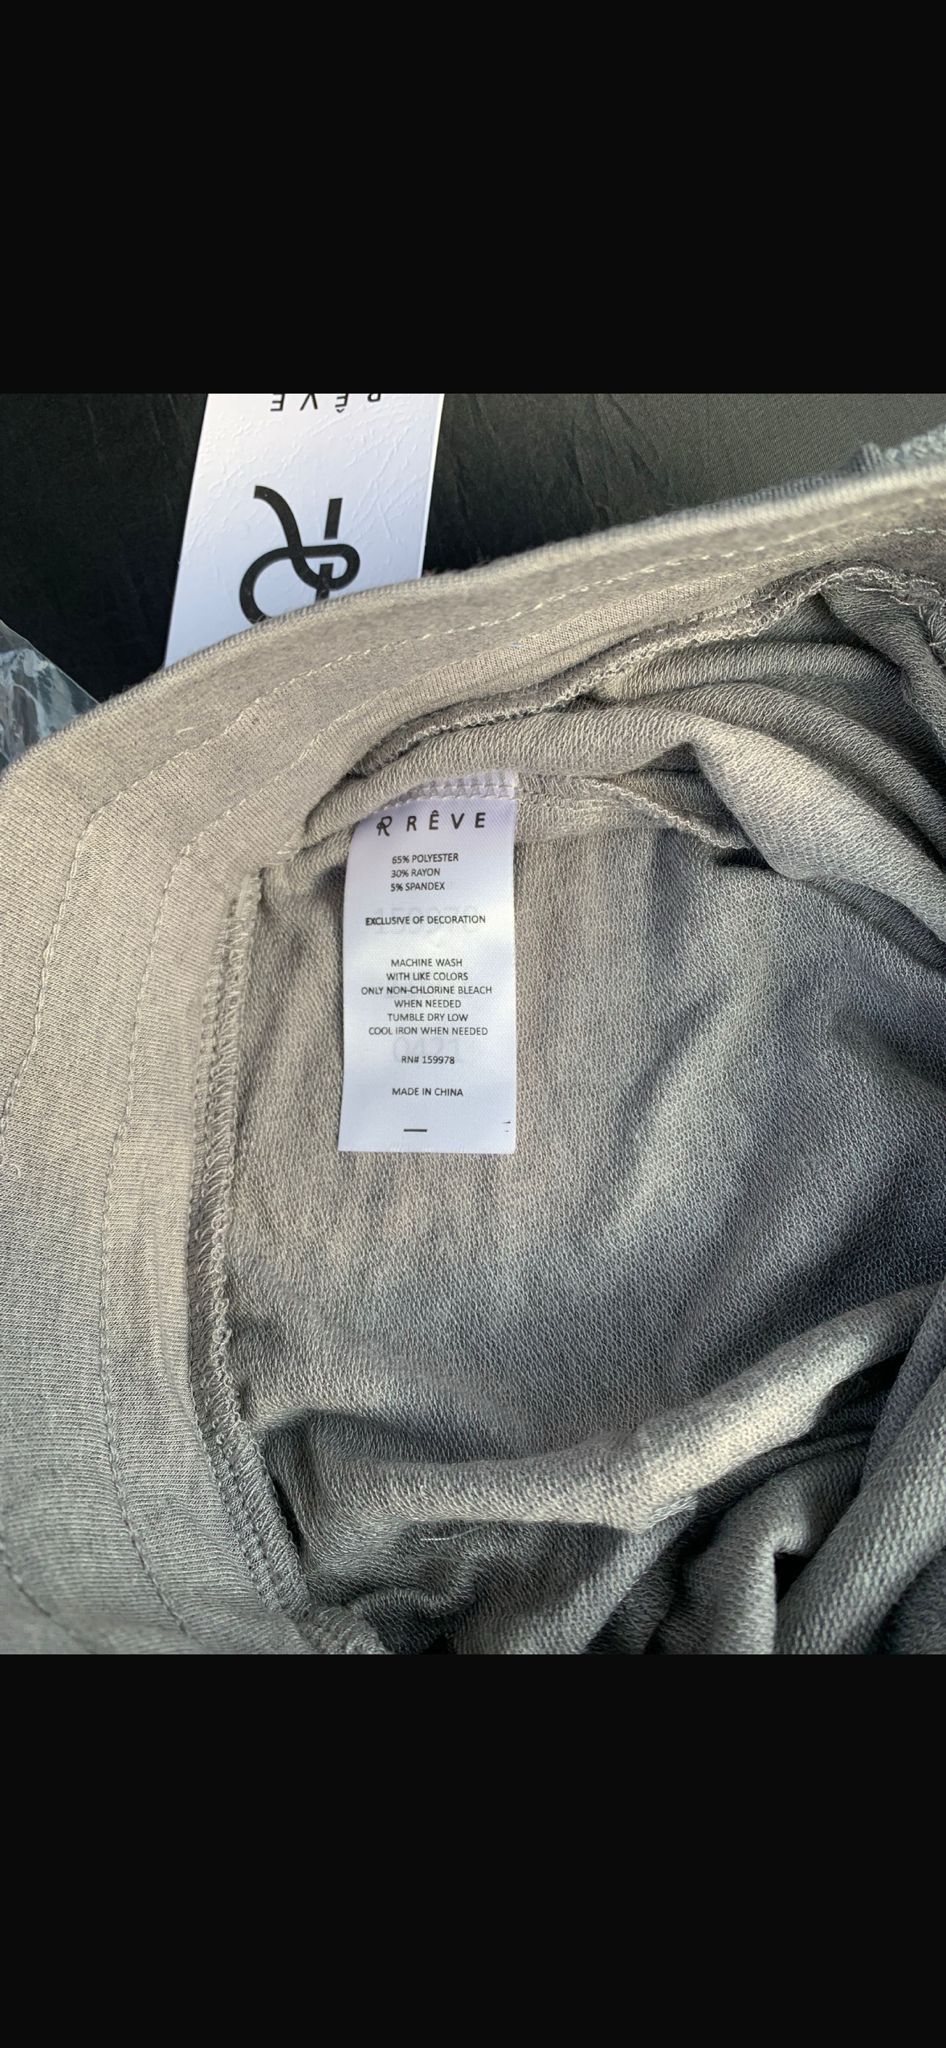 RÊVE
RÊVE
65% POLYESTER
30% RAYON
5% SPANDEX
EXCLUSIVE OF DECORATION
MACHINE WASH
WITH LIKE COLORS
ONLY NON-CHLORINE BLEACH
WHEN NEEDED
TUMBLE DRY LOW
COOL IRON WHEN NEEDED
RN# 159978
MADE IN CHINA